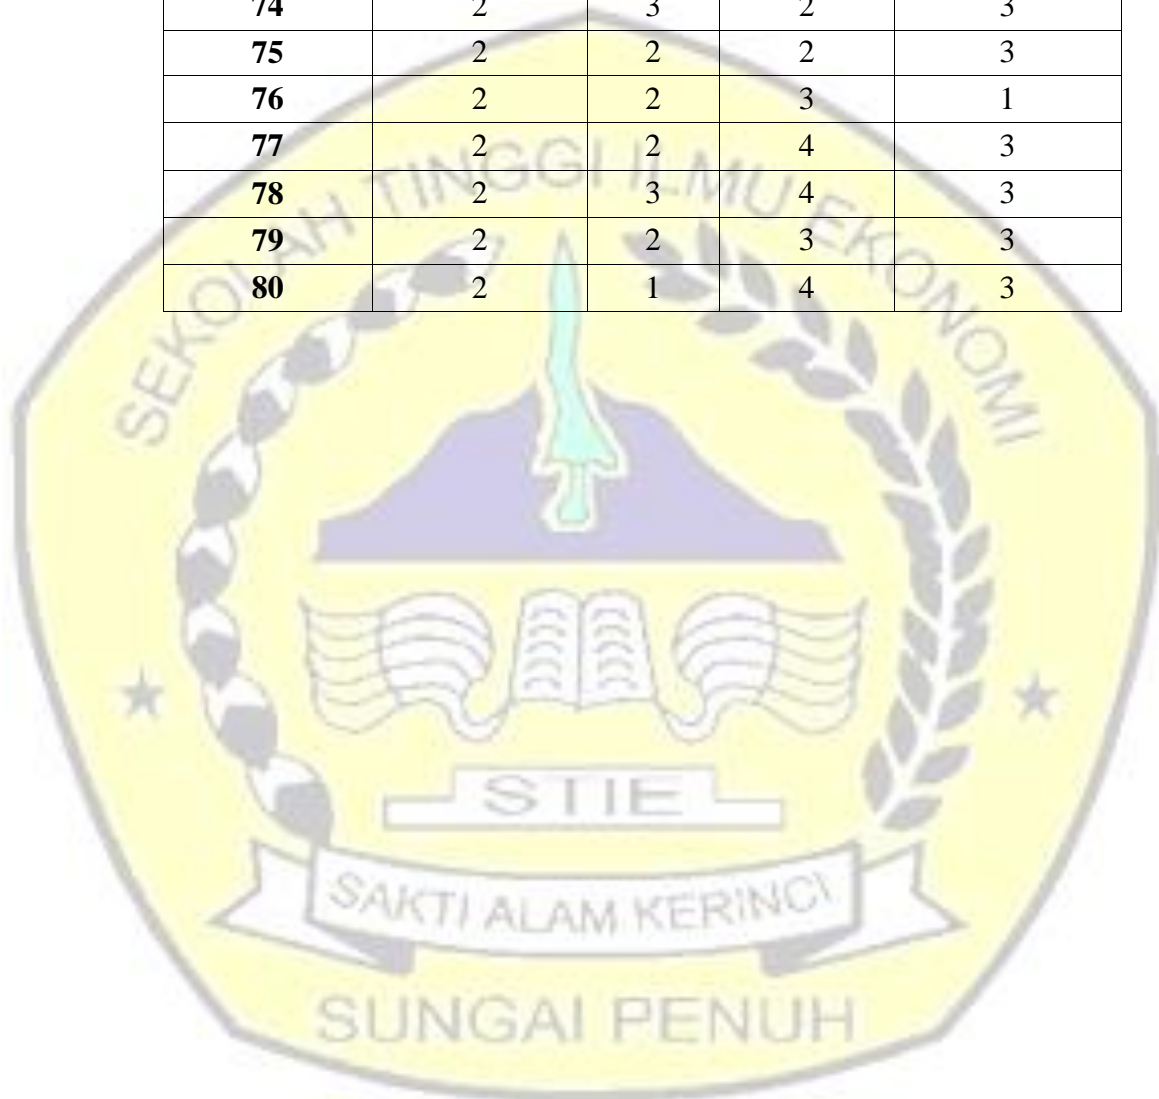 74 2 3 2 3
75 2 2 2 3
76 2 2 3 1
77 2 2 4 3
78 2 3 4 3
79 2 2 3 3
80 2 1 4 3
SEKOLAH TINGGI ILMU EKONOMI
STIE
SAKTI ALAM KERINCI
SUNGAI PENUH